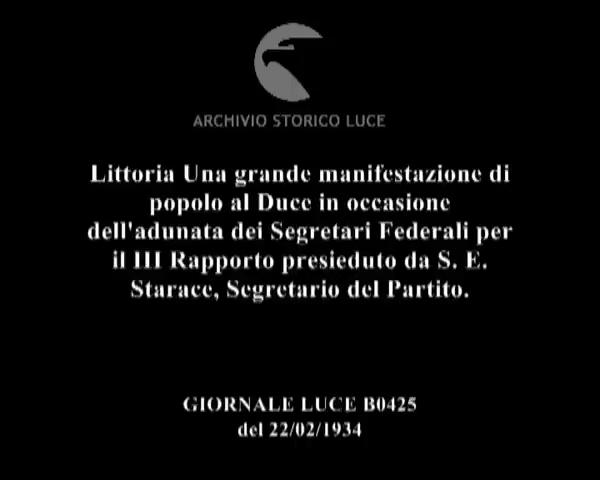 ARCHIVIO STORICO LUCE
Littoria Una grande manifestazione di
popolo al Duce in occasione
dell'adunata dei Segretari Federali per
il III Rapporto presieduto da S. E.
Starace, Segretario del Partito.
GIORNALE LUCE B0425
del 22/02/1934